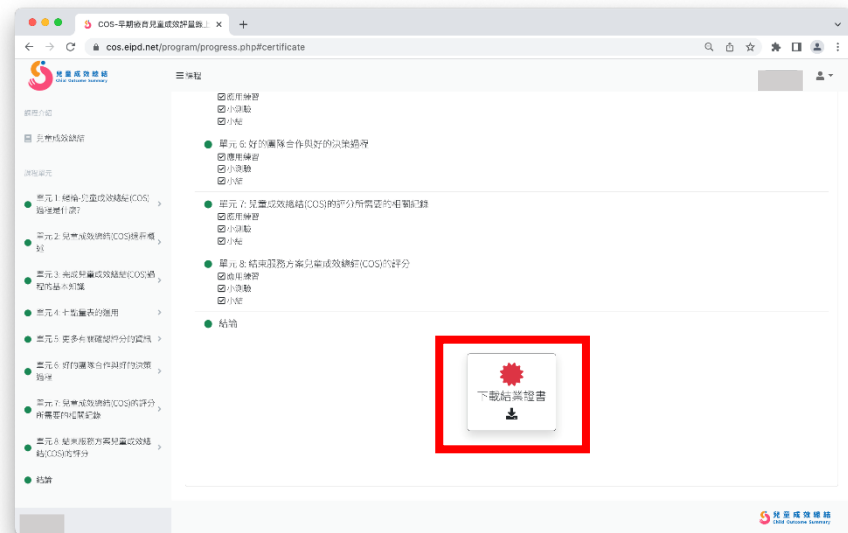 COS-早期療育兒童成效評量線上
cos.eipd.net/program/progress.php#certificate
兒童成效總結
Child Outcome Summary
課程
課程介紹
兒童成效總結
課程單元
單元 1: 緒論-兒童成效總結(COS)
過程是什麼?
單元 2: 兒童成效總結(COS)過程概
述
單元 3: 完成兒童成效總結(COS)過
程的基本知識
單元 4: 七點量表的運用
單元 5: 更多有關確認評分的資訊
單元 6: 好的團隊合作與好的決策
過程
單元 7: 兒童成效總結(COS)的評分
所需要的相關紀錄
單元 8: 結束服務方案兒童成效總
結(COS)的評分
結論
應用練習
小測驗
小結
單元 6: 好的團隊合作與好的決策過程
應用練習
小測驗
小結
單元 7: 兒童成效總結(COS)的評分所需要的相關紀錄
應用練習
小測驗
小結
單元 8: 結束服務方案兒童成效總結(COS)的評分
應用練習
小測驗
小結
結論
下載結業證書
兒童成效總結
Child Outcome Summary